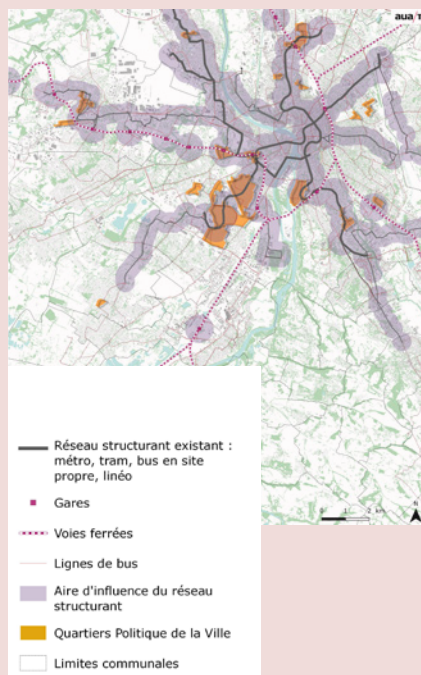 aua/
0 1 2 km
N
Réseau structurant existant :
métro, tram, bus en site
propre, linéo
Gares
Voies ferrées
Lignes de bus
Aire d'influence du réseau
structurant
Quartiers Politique de la Ville
Limites communales